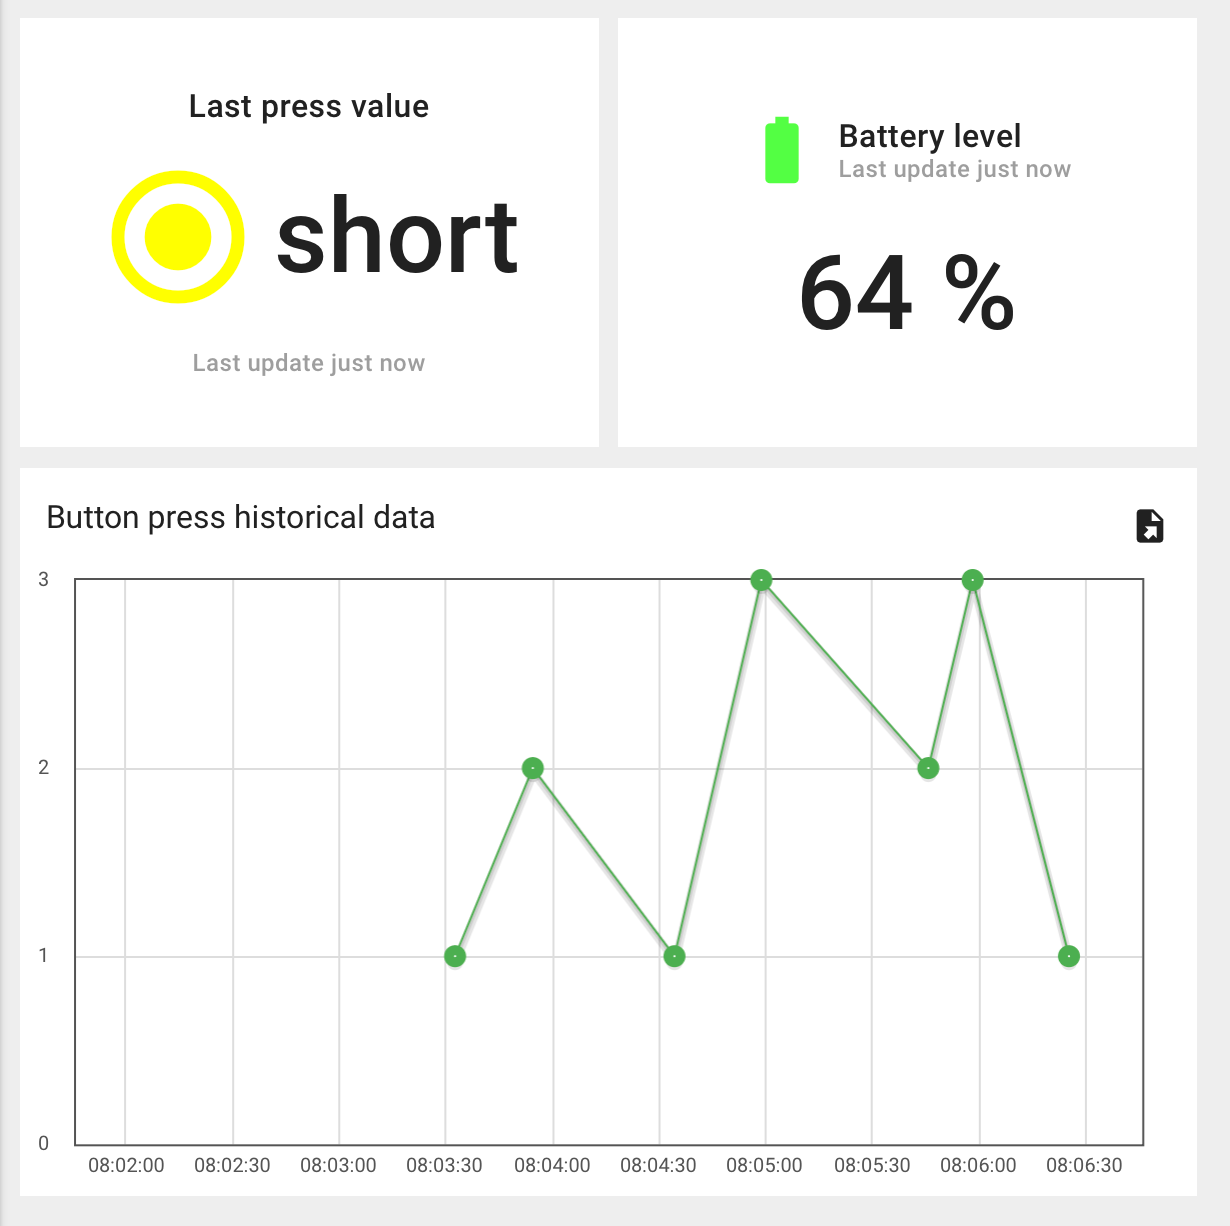 Last press value
short
Last update just now
Battery level
Last update just now
64 %
Button press historical data
3
2
1
0
08:02:00 08:02:30 08:03:00 08:03:30 08:04:00 08:04:30 08:05:00 08:05:30 08:06:00 08:06:30